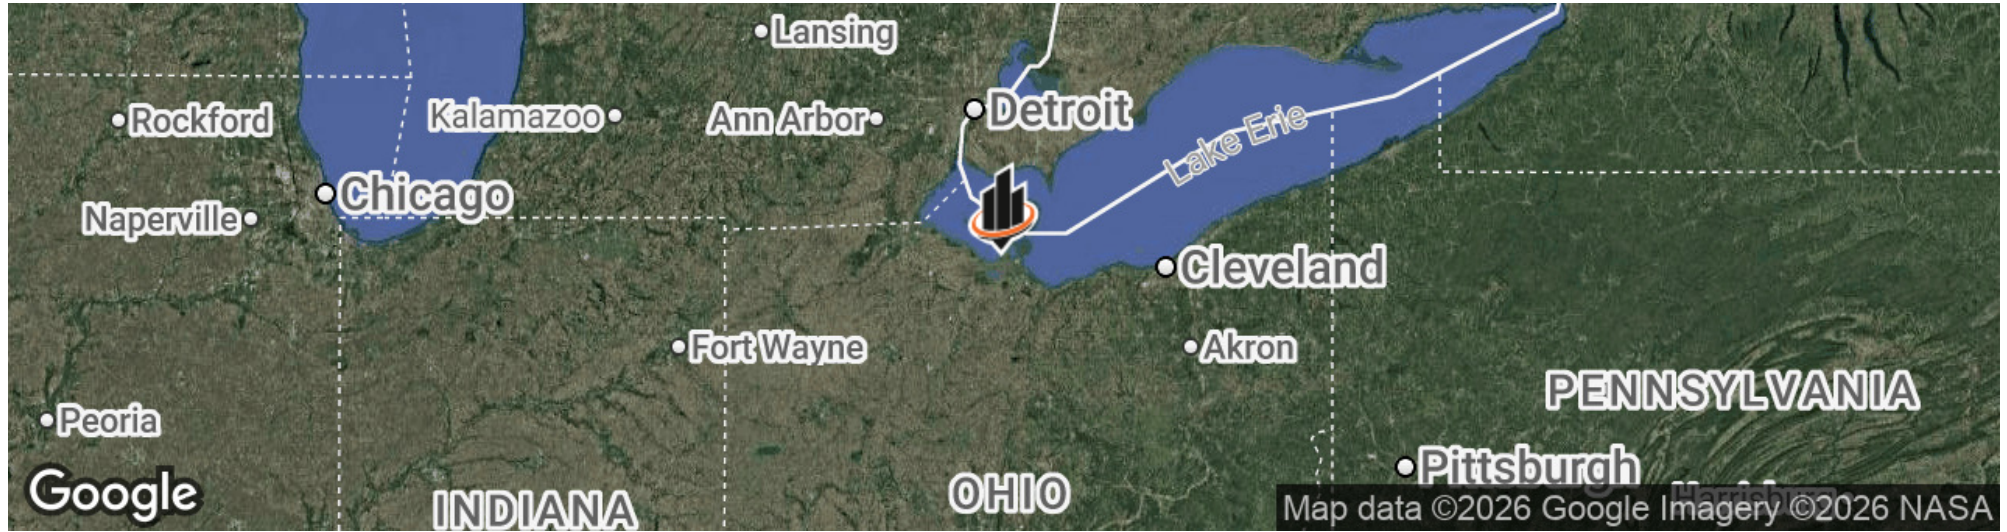 Lansing
Rockford
Kalamazoo
Ann Arbor
Detroit
Lake Erie
Chicago
Naperville
Cleveland
Fort Wayne
Akron
PENNSYLVANIA
Peoria
Pittsburgh
Google
INDIANA
OHIO
Map data ©2026 Google Imagery ©2026 NASA